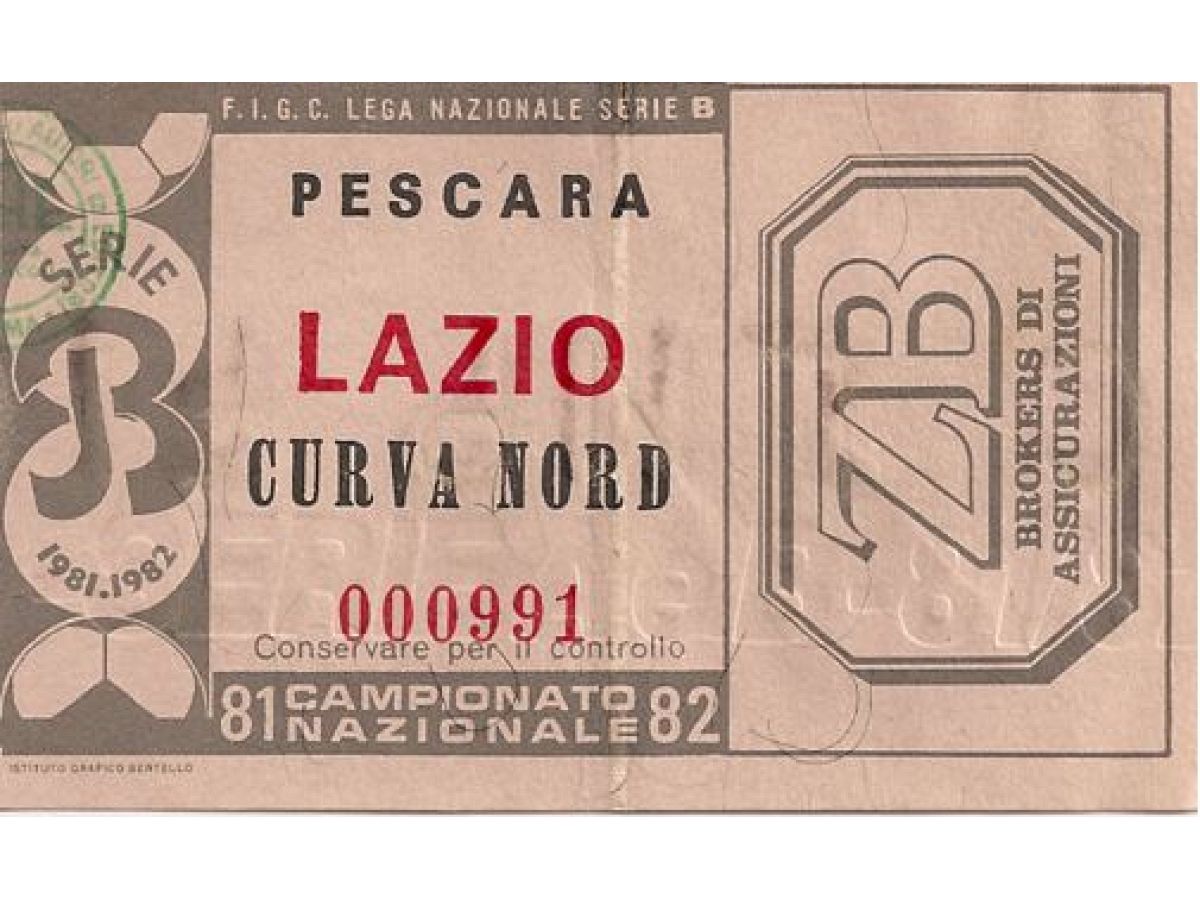 F. I. G. C. LEGA NAZIONALE SERIE B
PESCARA
SERIE
B
1981.1982
LAZIO
CURVA NORD
000991
Conservare per il controllo
81 CAMPIONATO NAZIONALE 82
ISTITUTO GRAFICO BERTELLO
ZB
BROKERS DI
ASSICURAZIONI